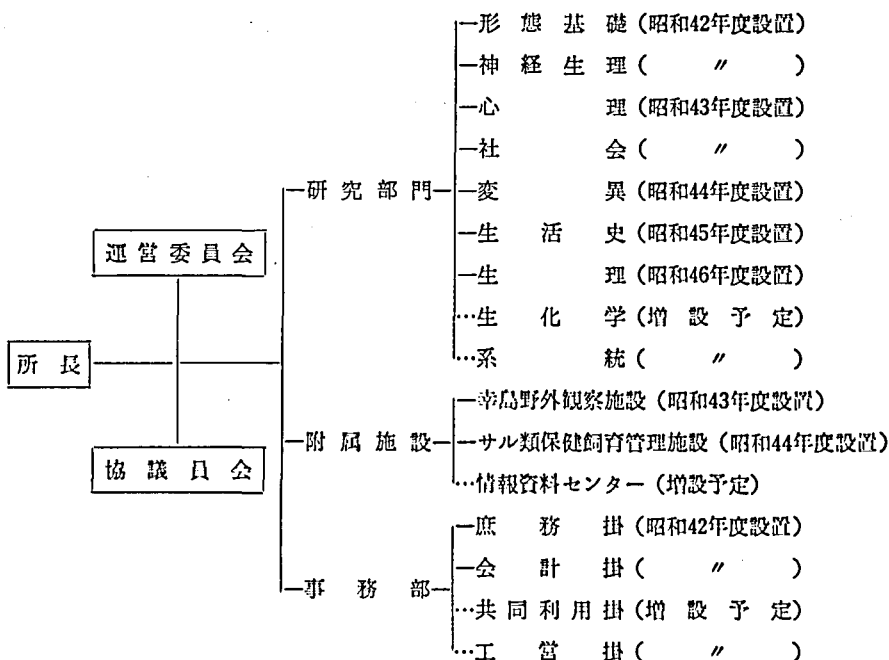 形態基礎(昭和42年度設置)
神経生理( 〃 )
心理(昭和43年度設置)
社会( 〃 )
研究部門
変異(昭和44年度設置)
生活史(昭和45年度設置)
運営委員会
生理(昭和46年度設置)
生化学(増設予定)
所長
系統( 〃 )
幸島野外観察施設(昭和43年度設置)
附属施設
サル類保健飼育管理施設(昭和44年度設置)
協議員会
情報資料センター(増設予定)
庶務掛(昭和42年度設置)
会計掛( 〃 )
事務部
共同利用掛(増設予定)
工営掛( 〃 )